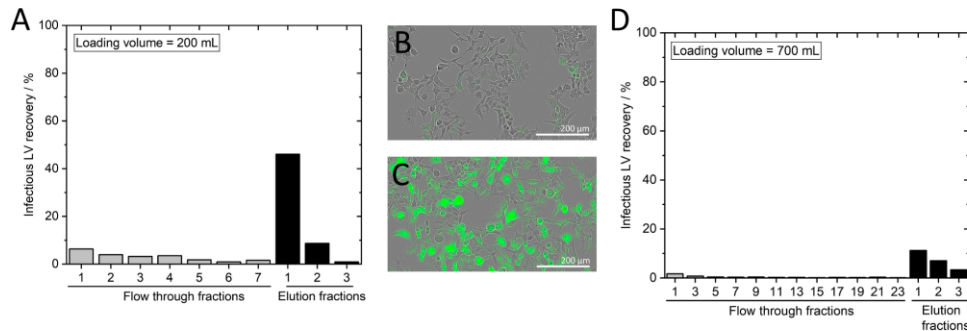 A
Loading volume = 200 mL
Infectious LV recovery / %
100
80
60
40
20
0
1 2 3 4 5 6 7 1 2 3
Flow through fractions
Elution fractions
B
200 µm
C
200 µm
D
Loading volume = 700 mL
Infectious LV recovery / %
100
80
60
40
20
0
1 3 5 7 9 11 13 15 17 19 21 23 1 2 3
Flow through fractions
Elution
fractions